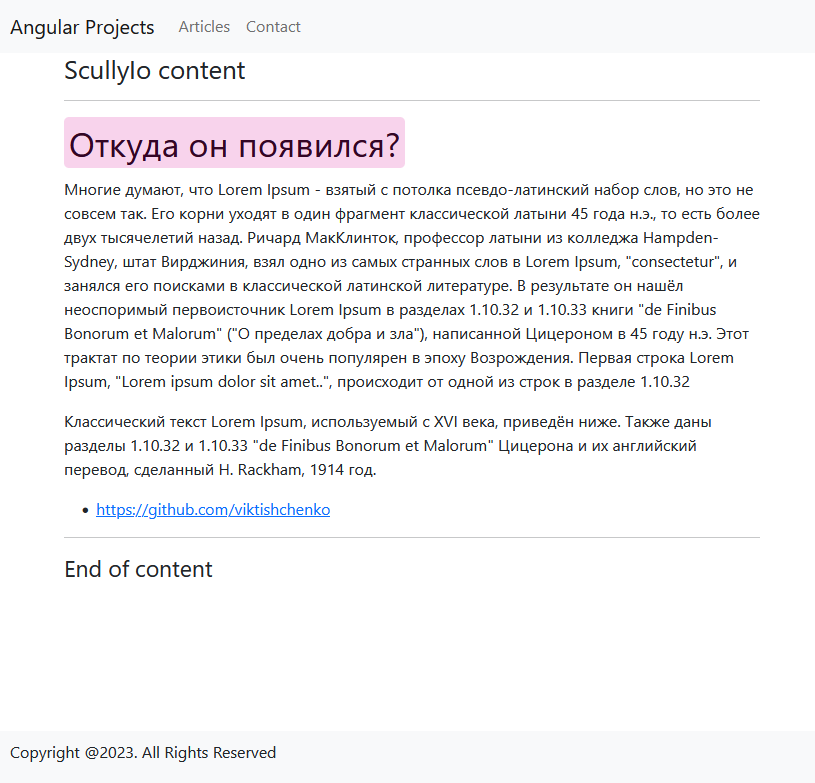 Angular Projects Articles Contact
ScullyIo content
Откуда он появился?
Многие думают, что Lorem Ipsum - взятый с потолка псевдо-латинский набор слов, но это не
совсем так. Его корни уходят в один фрагмент классической латыни 45 года н.э., то есть более
двух тысячелетий назад. Ричард МакКлинток, профессор латыни из колледжа Hampden-
Sydney, штат Вирджиния, взял одно из самых странных слов в Lorem Ipsum, "consectetur", и
занялся его поисками в классической латинской литературе. В результате он нашёл
неоспоримый первоисточник Lorem Ipsum в разделах 1.10.32 и 1.10.33 книги "de Finibus
Bonorum et Malorum" ("О пределах добра и зла"), написанной Цицероном в 45 году н.э. Этот
трактат по теории этики был очень популярен в эпоху Возрождения. Первая строка Lorem
Ipsum, "Lorem ipsum dolor sit amet..", происходит от одной из строк в разделе 1.10.32
Классический текст Lorem Ipsum, используемый с XVI века, приведён ниже. Также даны
разделы 1.10.32 и 1.10.33 "de Finibus Bonorum et Malorum" Цицерона и их английский
перевод, сделанный H. Rackham, 1914 год.
• https://github.com/viktishchenko
End of content
Copyright @2023. All Rights Reserved